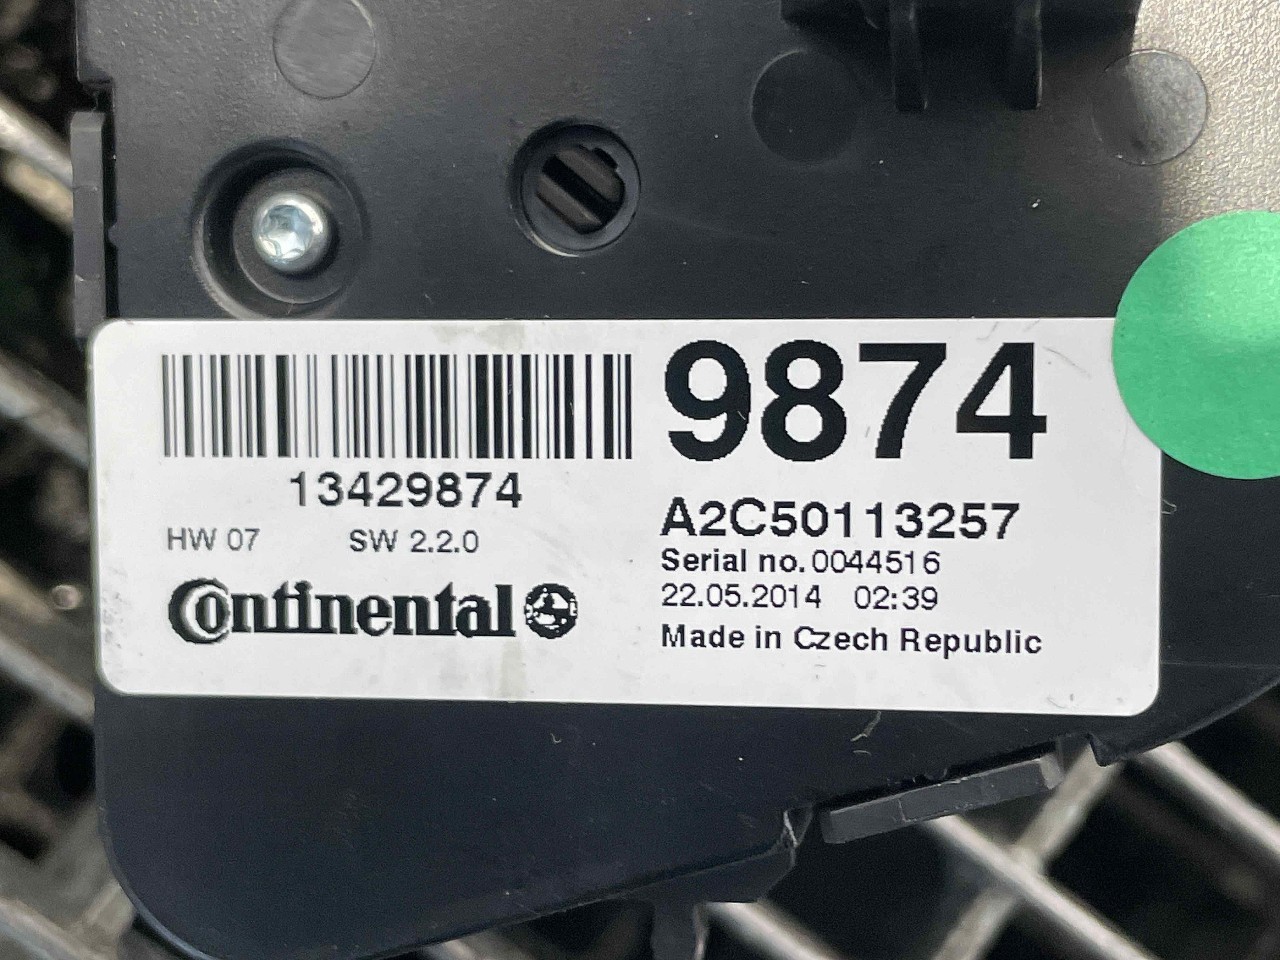 9874
13429874
A2C50113257
HW 07 SW 2.2.0
Serial no. 0044516
22.05.2014 02:39
Continental
Made in Czech Republic